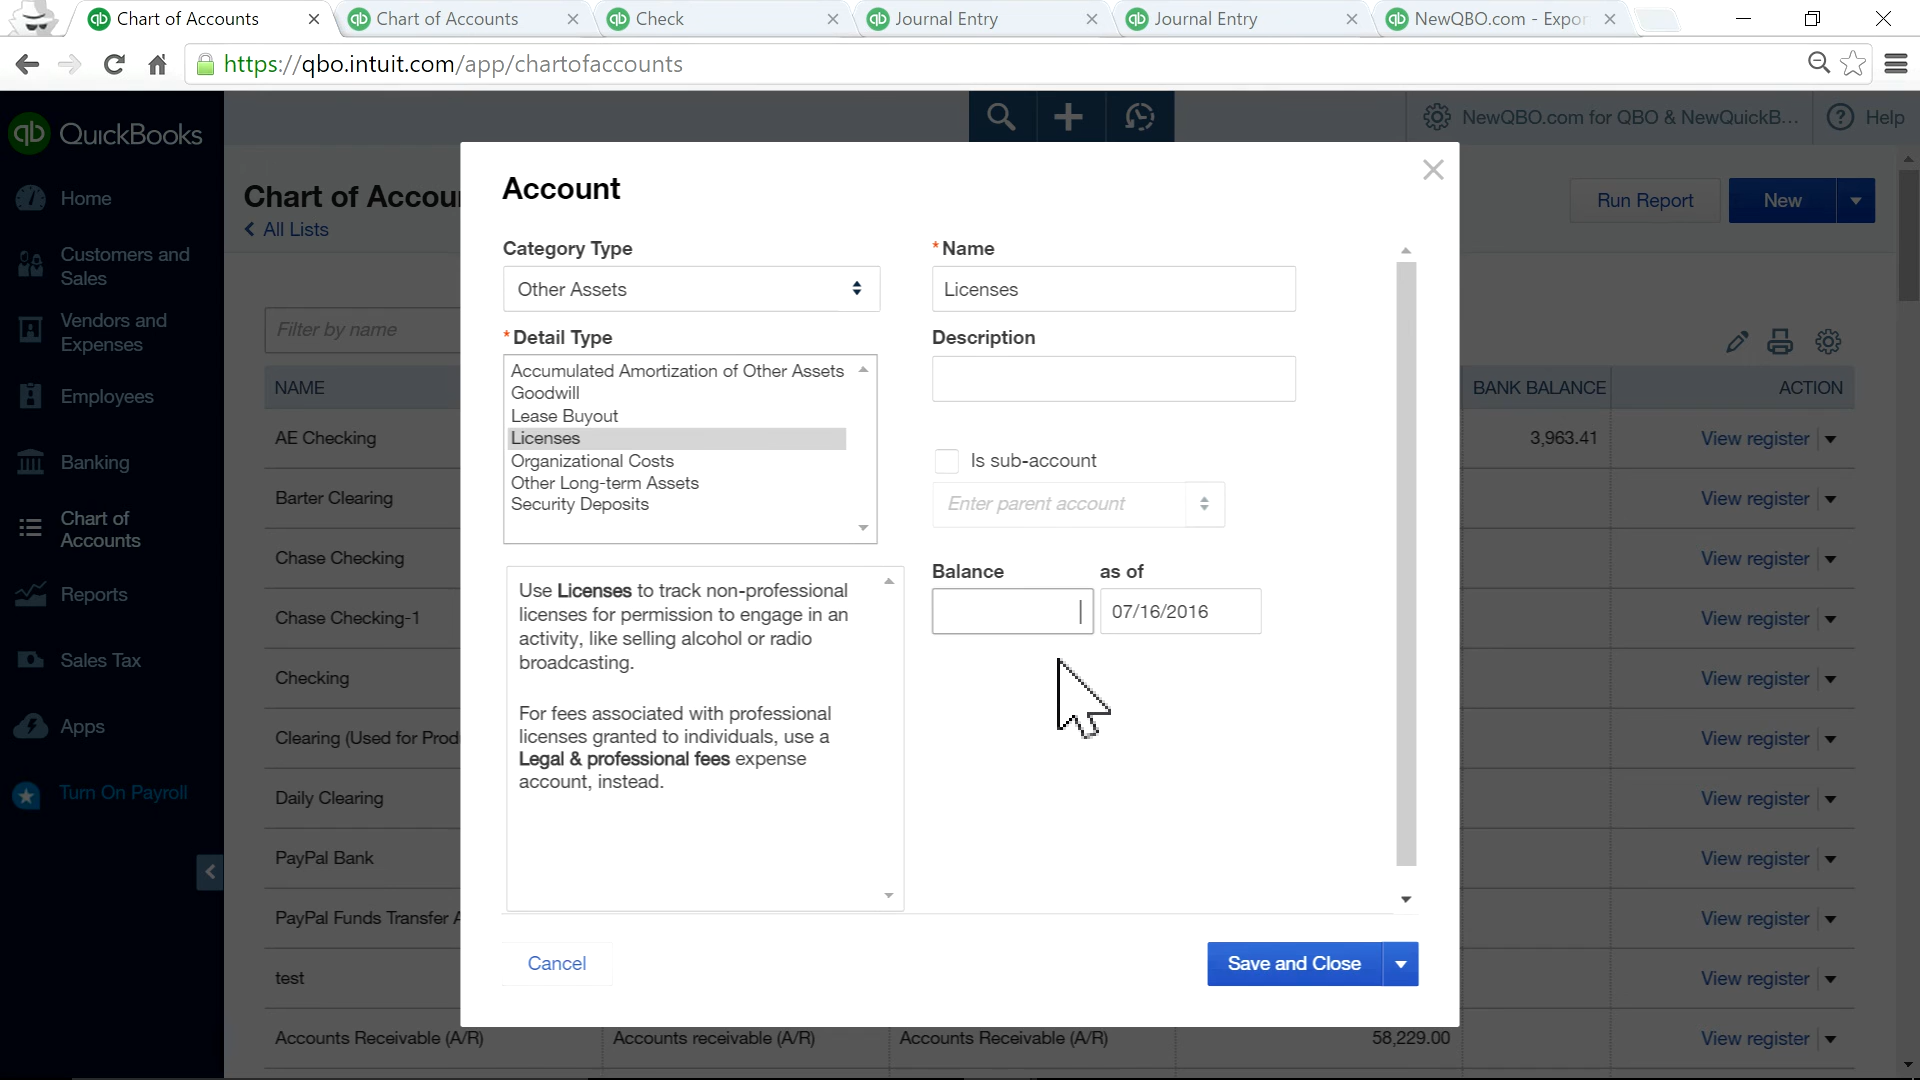 Chart of Accounts
Chart of Accounts
Check
Journal Entry
Journal Entry
NewQBO.com - Expor
https://qbo.intuit.com/app/chartofaccounts
qb QuickBooks
NewQBO.com for QBO & NewQuickB...
Help
Home
Customers and
Sales
Vendors and
Expenses
Employees
Banking
Chart of
Accounts
Reports
Sales Tax
Apps
Turn On Payroll
Chart of Accou
All Lists
Run Report
New
Filter by name
NAME
BANK BALANCE
ACTION
AE Checking
3,963.41
View register
Barter Clearing
View register
Chase Checking
View register
Chase Checking-1
View register
Checking
View register
Clearing (Used for Prod
View register
Daily Clearing
View register
PayPal Bank
View register
PayPal Funds Transfer A
View register
test
View register
Accounts Receivable (A/R)
Accounts receivable (A/R)
Accounts Receivable (A/R)
58,229.00
View register
Account
Category Type
Other Assets
*Detail Type
Accumulated Amortization of Other Assets
Goodwill
Lease Buyout
Licenses
Organizational Costs
Other Long-term Assets
Security Deposits
Use Licenses to track non-professional
licenses for permission to engage in an
activity, like selling alcohol or radio
broadcasting.
For fees associated with professional
licenses granted to individuals, use a
Legal & professional fees expense
account, instead.
*Name
Licenses
Description
Is sub-account
Enter parent account
Balance
as of
07/16/2016
Cancel
Save and Close